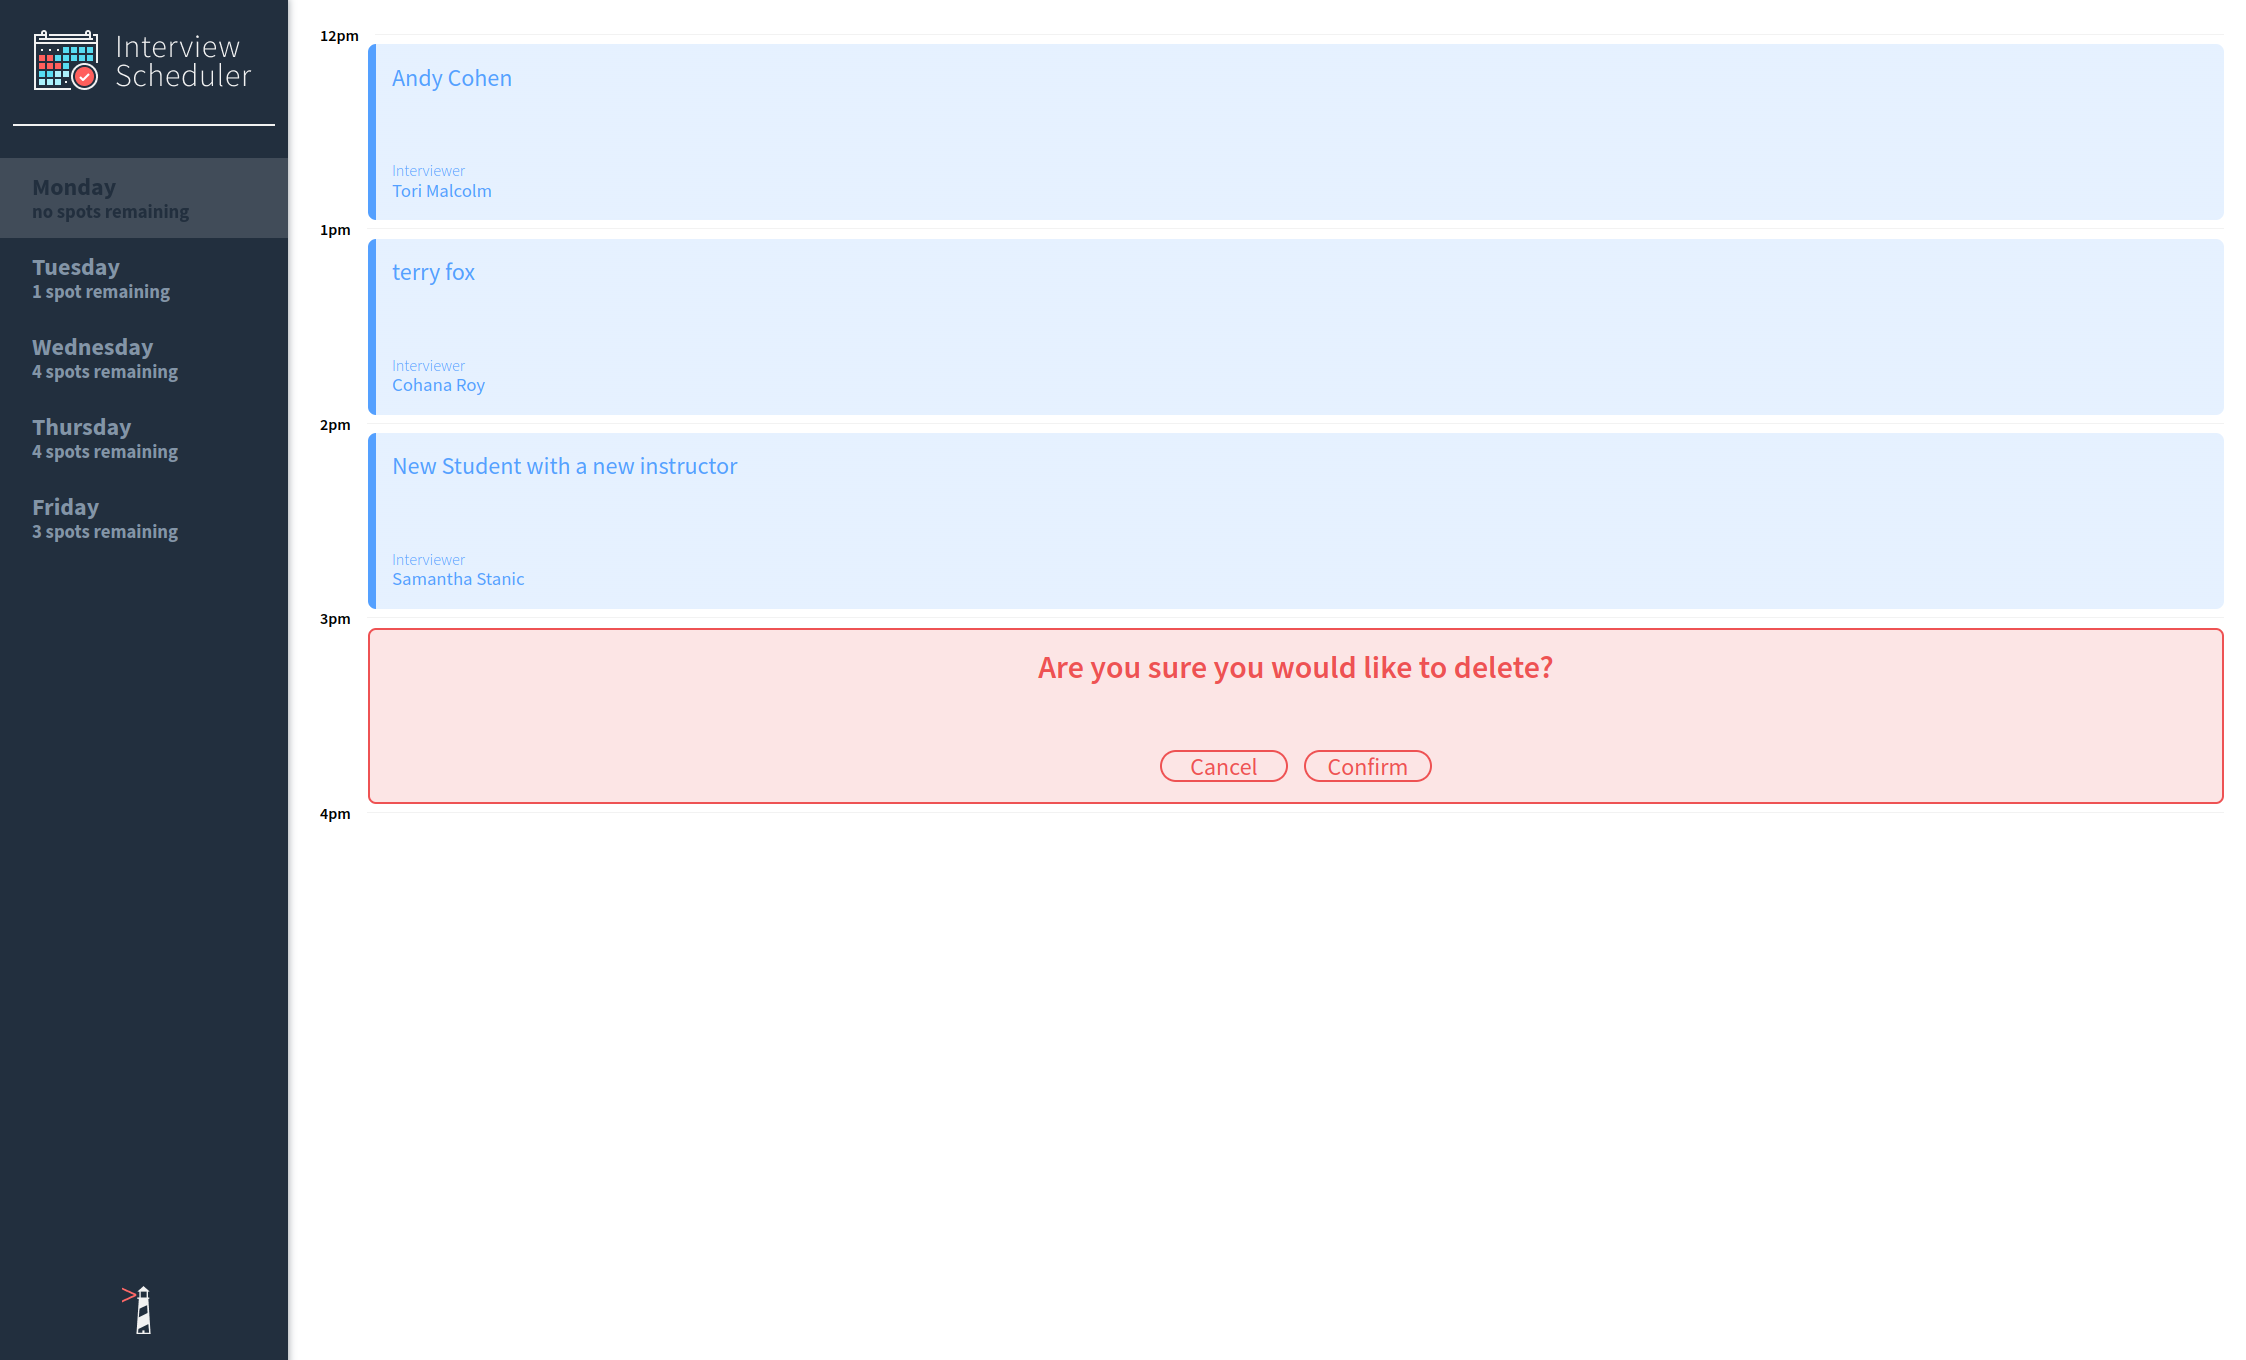 Interview
Scheduler
Monday
no spots remaining
Tuesday
1 spot remaining
Wednesday
4 spots remaining
Thursday
4 spots remaining
Friday
3 spots remaining
12pm
Andy Cohen
Interviewer
Tori Malcolm
1pm
terry fox
Interviewer
Cohana Roy
2pm
New Student with a new instructor
Interviewer
Samantha Stanic
3pm
Are you sure you would like to delete?
Cancel Confirm
4pm